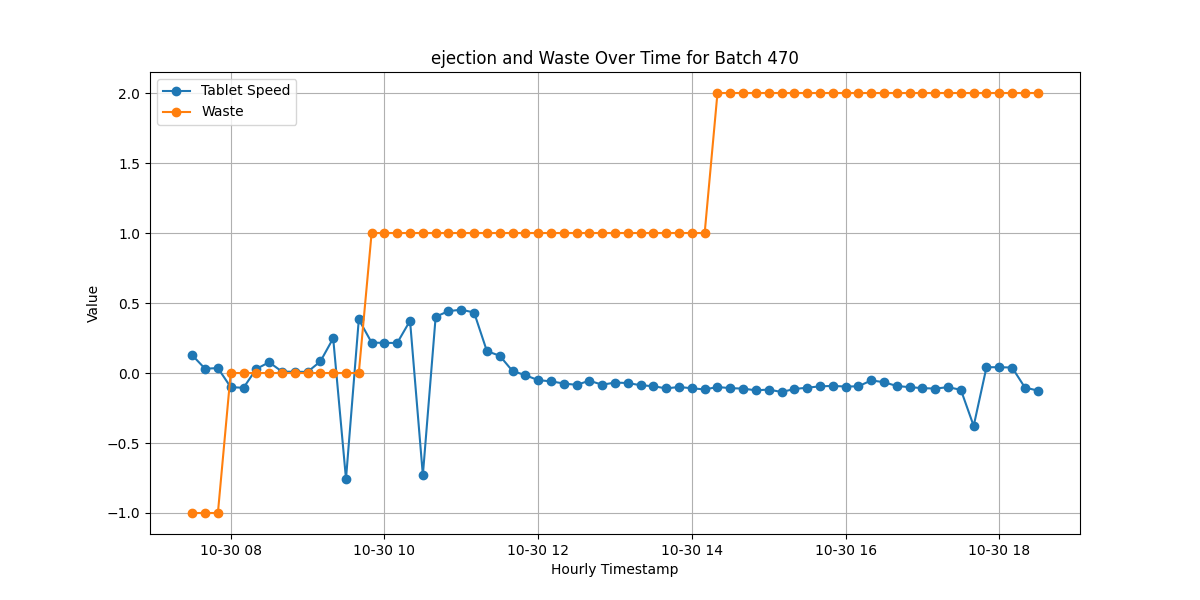 ejection and Waste Over Time for Batch 470
Tablet Speed
Waste
2.0
1.5
1.0
0.5
0.0
−0.5
−1.0
Value
10-30 08 10-30 10 10-30 12 10-30 14 10-30 16 10-30 18
Hourly Timestamp